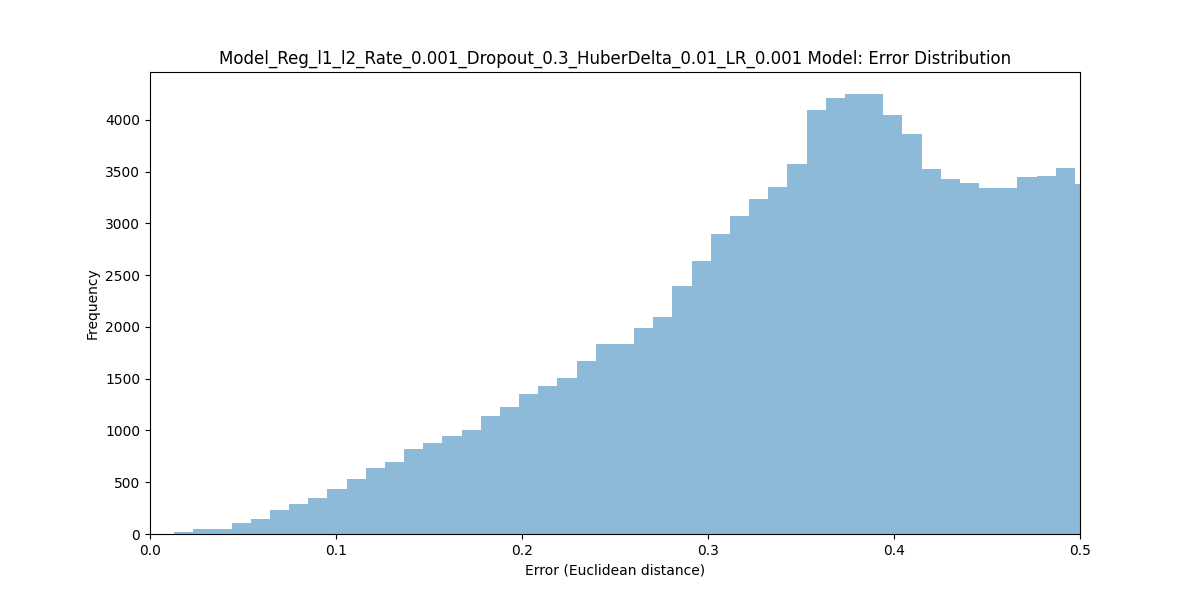 Model_Reg_l1_l2_Rate_0.001_Dropout_0.3_HuberDelta_0.01_LR_0.001 Model: Error Distribution
Frequency
4000
3500
3000
2500
2000
1500
1000
500
0
0.0 0.1 0.2 0.3 0.4 0.5
Error (Euclidean distance)